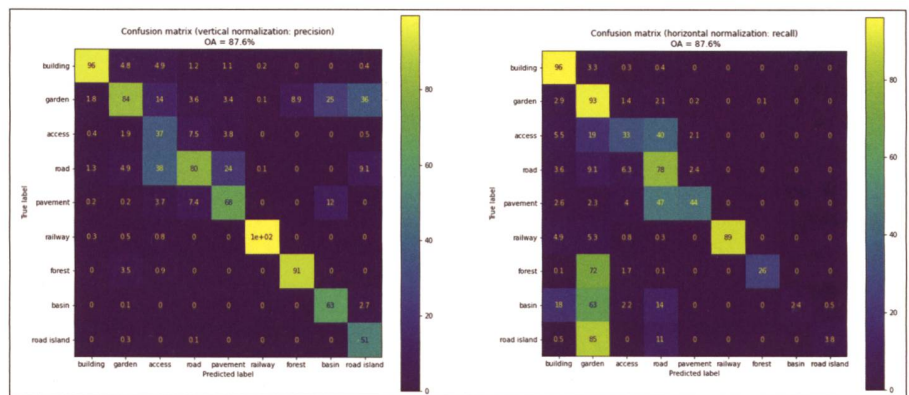 Confusion matrix (vertical normalization: precision)
OA = 87.6%
building 96 4.8 4.9 1.2 1.1 0.2 0 0 0.4
garden 1.8 84 14 3.6 3.4 0.1 8.9 25 36
access 0.4 1.9 37 7.5 3.8 0 0 0 0.5
road 1.3 4.9 38 80 24 0.1 0 0 9.1
pavement 0.2 0.2 3.7 7.4 68 0 0 12 0
railway 0.3 0.5 0.8 0 0 1e+02 0 0 0
forest 0 3.5 0.9 0 0 0 91 0 0
basin 0 0.1 0 0 0 0 0 63 2.7
road island 0 0.3 0 0.1 0 0 0 0 51
building garden access road pavement railway forest basin road island
Predicted label
True label
80
60
40
20
0
Confusion matrix (horizontal normalization: recall)
OA = 87.6%
building 96 3.3 0.3 0.4 0 0 0 0 0
garden 2.9 93 1.4 2.1 0.2 0 0.1 0 0
access 5.5 19 33 40 2.1 0 0 0 0
road 3.6 9.1 6.3 78 2.4 0 0 0 0
pavement 2.6 2.3 4 47 44 0 0 0 0
railway 4.9 5.3 0.8 0.3 0 89 0 0 0
forest 0.1 72 1.7 0.1 0 0 26 0 0
basin 18 63 2.2 14 0 0 0 2.4 0.5
road island 0.5 85 0 11 0 0 0 0 3.8
building garden access road pavement railway forest basin road island
Predicted label
True label
80
60
40
20
0